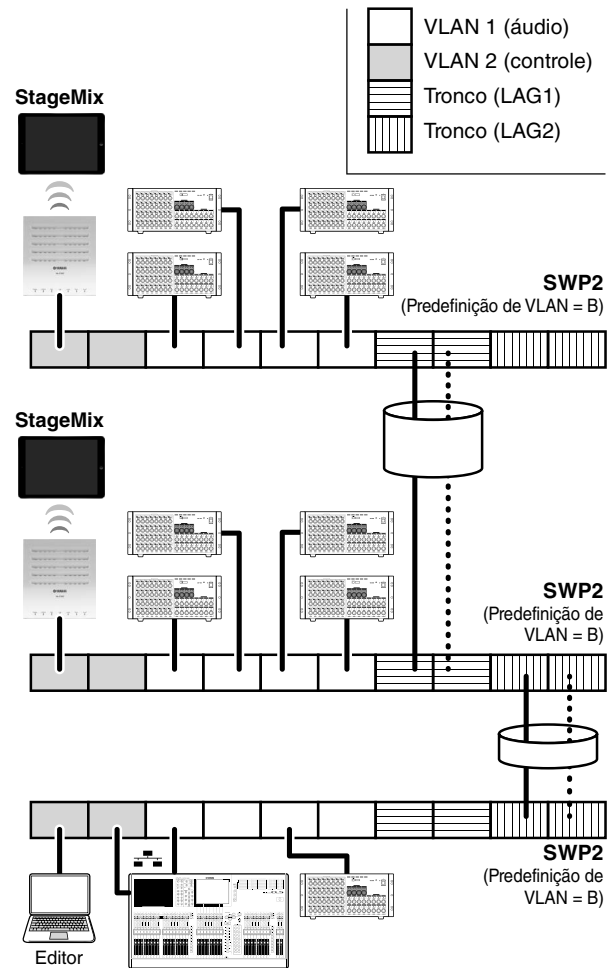 VLAN 1 (áudio)
VLAN 2 (controle)
Tronco (LAG1)
Tronco (LAG2)
StageMix
SWP2
(Predefinição de VLAN = B)
StageMix
SWP2
(Predefinição de
VLAN = B)
SWP2
(Predefinição de
VLAN = B)
Editor